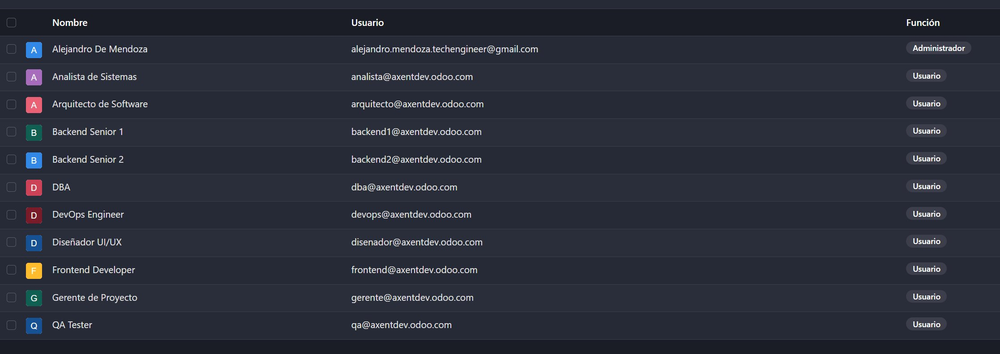 Nombre Usuario Función
A Alejandro De Mendoza alejandro.mendoza.techengineer@gmail.com Administrador
A Analista de Sistemas analista@axentdev.odoo.com Usuario
A Arquitecto de Software arquitecto@axentdev.odoo.com Usuario
B Backend Senior 1 backend1@axentdev.odoo.com Usuario
B Backend Senior 2 backend2@axentdev.odoo.com Usuario
D DBA dba@axentdev.odoo.com Usuario
D DevOps Engineer devops@axentdev.odoo.com Usuario
D Diseñador UI/UX disenador@axentdev.odoo.com Usuario
F Frontend Developer frontend@axentdev.odoo.com Usuario
G Gerente de Proyecto gerente@axentdev.odoo.com Usuario
Q QA Tester qa@axentdev.odoo.com Usuario